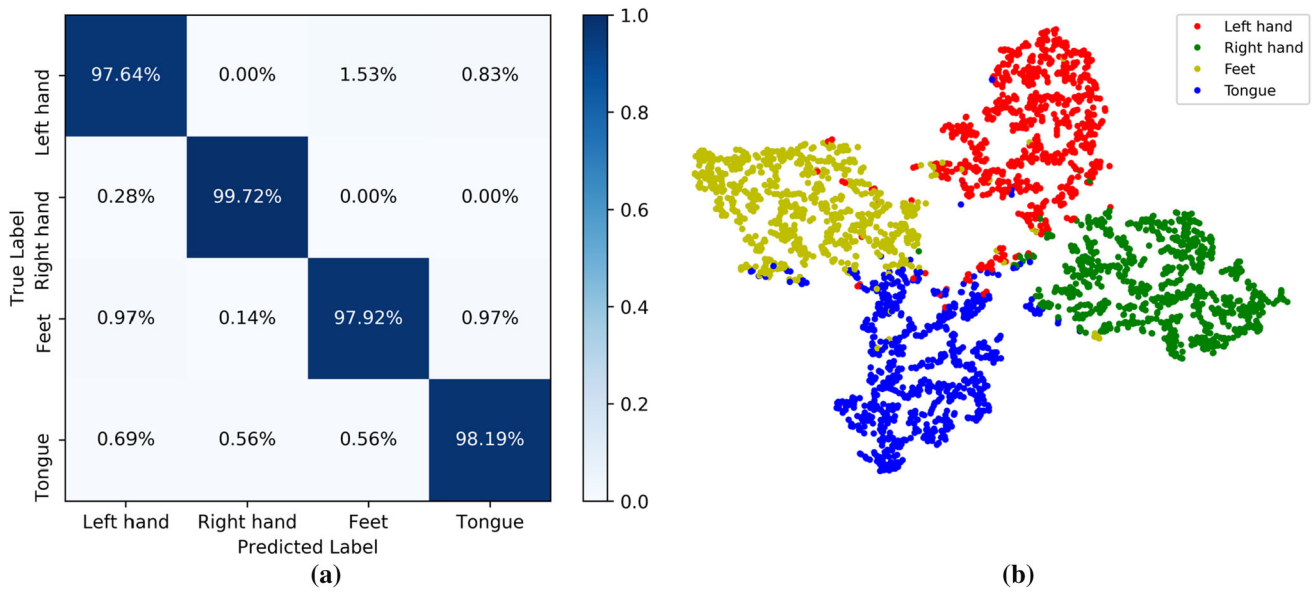 1.0
97.64% 0.00% 1.53% 0.83%
Left hand
0.8
0.28% 99.72% 0.00% 0.00%
Right hand
0.6
True Label
0.4
0.97% 0.14% 97.92% 0.97%
Feet
0.2
0.69% 0.56% 0.56% 98.19%
Tongue
0.0
Left hand Right hand Feet Tongue
Predicted Label
(a)
Left hand
Right hand
Feet
Tongue
(b)